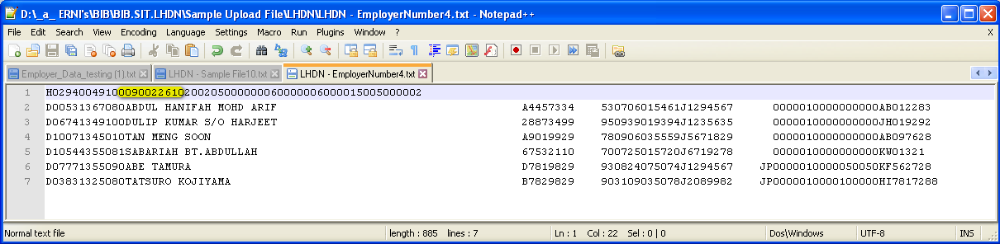 D:\_a_ ERNI's\BIB\BIB.SIT.LHDN\Sample Upload File\LHDN\LHDN - EmployerNumber4.txt - Notepad++
File Edit Search View Encoding Language Settings Macro Run Plugins Window ? X
Employer_Data_testing (1).txt LHDN - Sample File10.txt LHDN - EmployerNumber4.txt
1 H0294004910009002261020020500000006000000600001500500000​2
2 D00531367080ABDUL HANIFAH MOHD ARIF A4457334 530706015461J1294567 0000010000000000AB012283
3 D06741349100DULIP KUMAR S/O HARJEET 28873499 950939019394J1235635 0000010000000000JH019292
4 D10071345010TAN MENG SOON A9019929 780906035559J5671829 0000010000000000AB097628
5 D10544355081SABARIAH BT.ABDULLAH 67532110 700725015720J6719278 0000010000000000KW01321
6 D07771355090ABE TAMURA D7819829 930824075074J1294567 JP0000010000050050KF562728
7 D03831325080TATSURO KOJIYAMA B7829829 903109035078J2089982 JP0000010000100000HI7817288
Normal text file length : 885 lines : 7 Ln : 1 Col : 22 Sel : 0 | 0 Dos\Windows UTF-8 INS